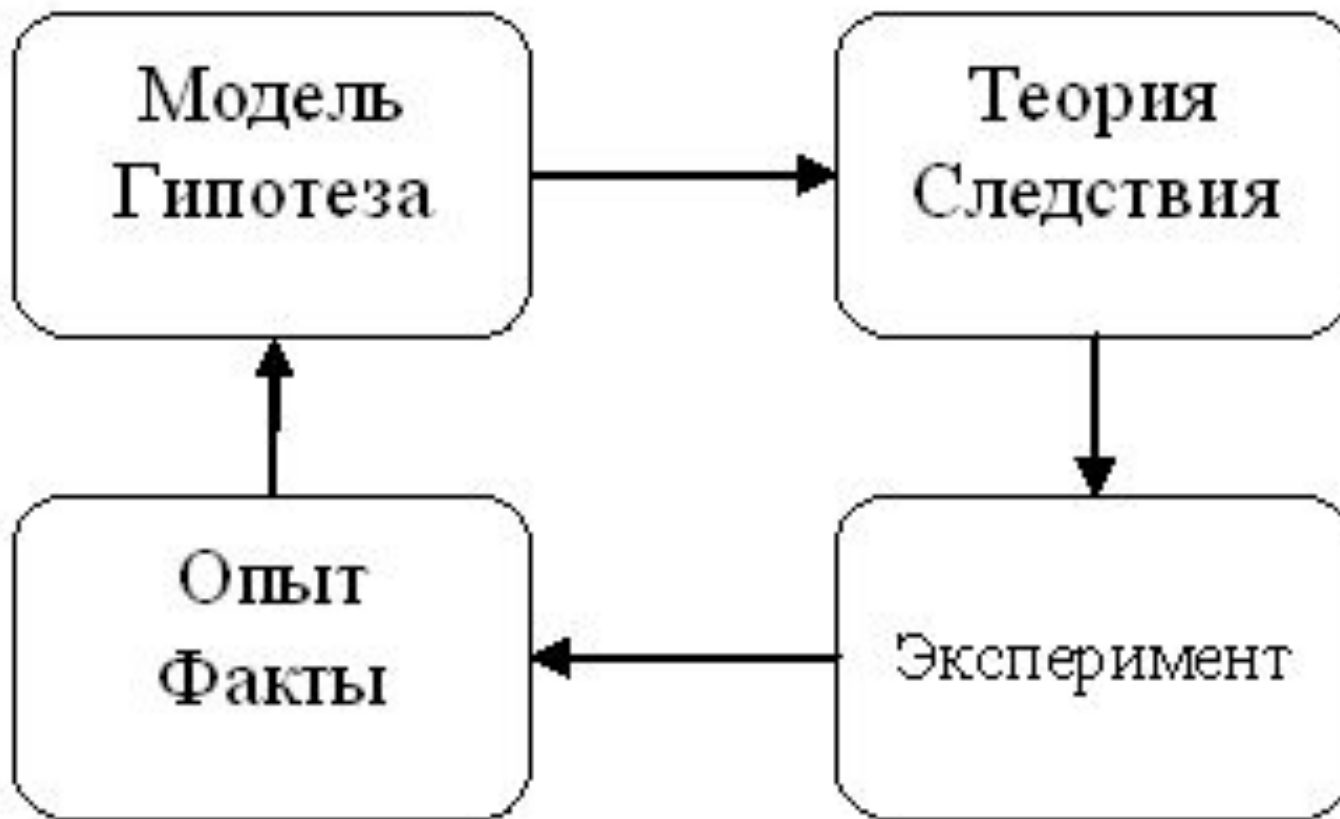 Модель
Гипотеза
Теория
Следствия
Опыт
Факты
Эксперимент